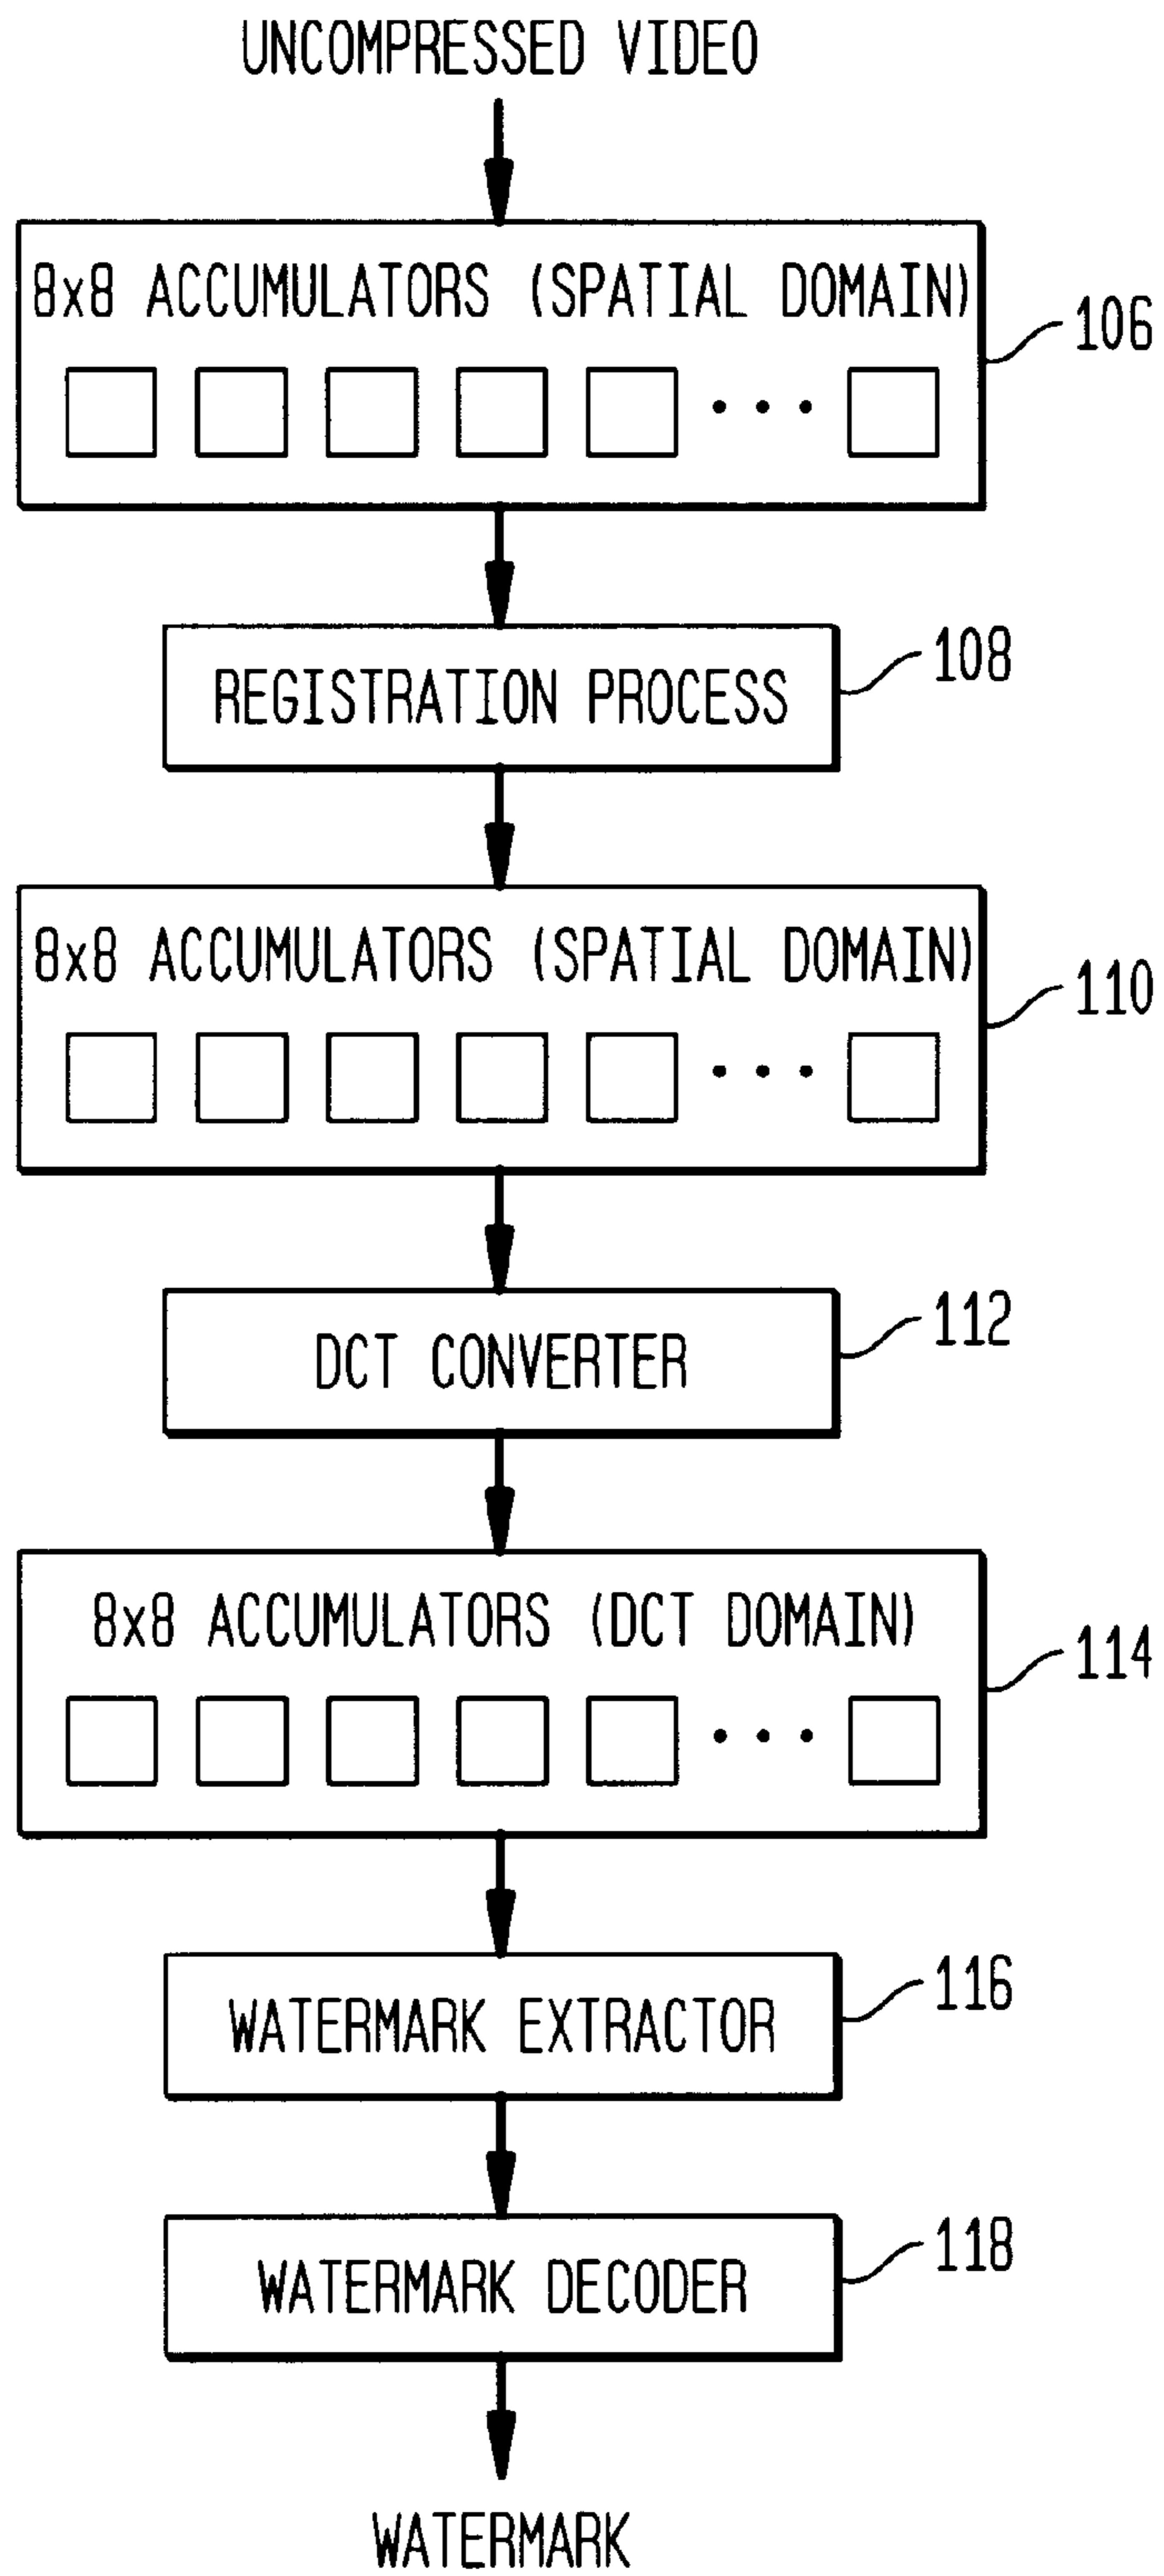 UNCOMPRESSED VIDEO
8x8 ACCUMULATORS (SPATIAL DOMAIN)
106
108
REGISTRATION PROCESS
8x8 ACCUMULATORS (SPATIAL DOMAIN)
110
112
DCT CONVERTER
8x8 ACCUMULATORS (DCT DOMAIN)
114
116
WATERMARK EXTRACTOR
118
WATERMARK DECODER
WATERMARK